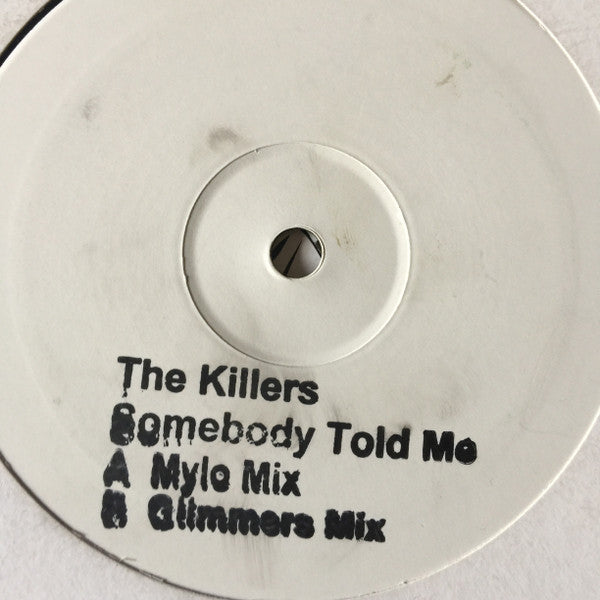 The Killers
Somebody Told Me
A Mylo Mix
B Glimmers Mix